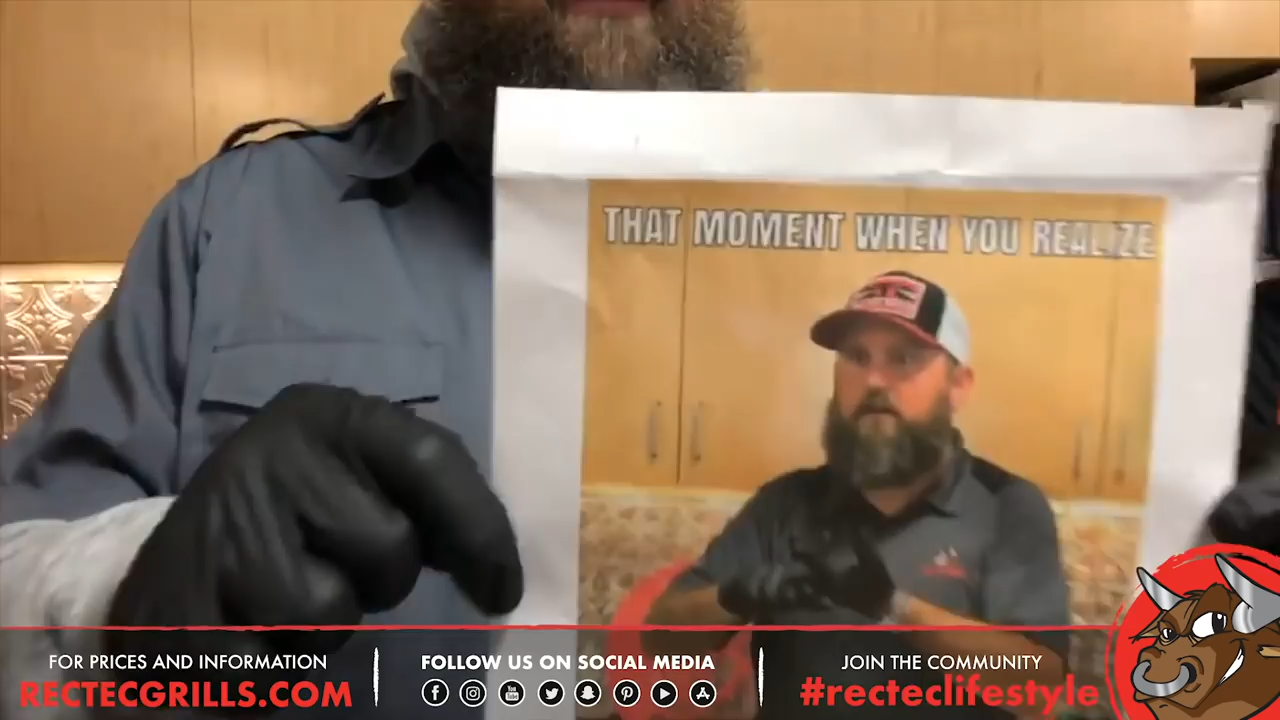 THAT MOMENT WHEN YOU REALIZE
FOR PRICES AND INFORMATION
RECTECGRILLS.COM
FOLLOW US ON SOCIAL MEDIA
JOIN THE COMMUNITY
#recteclifestyle